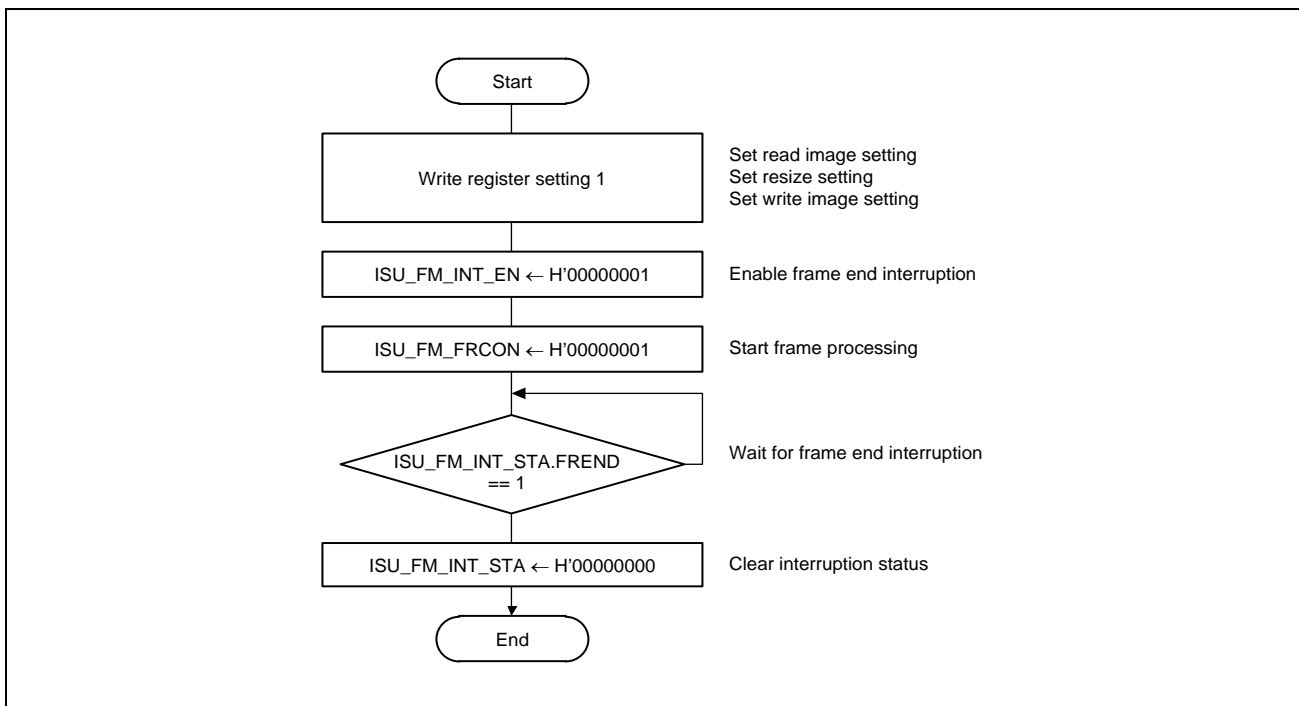 Start
Write register setting 1
Set read image setting
Set resize setting
Set write image setting
ISU_FM_INT_EN ← H’00000001
Enable frame end interruption
ISU_FM_FRCON ← H’00000001
Start frame processing
ISU_FM_INT_STA.FREND
== 1
Wait for frame end interruption
ISU_FM_INT_STA ← H’00000000
Clear interruption status
End